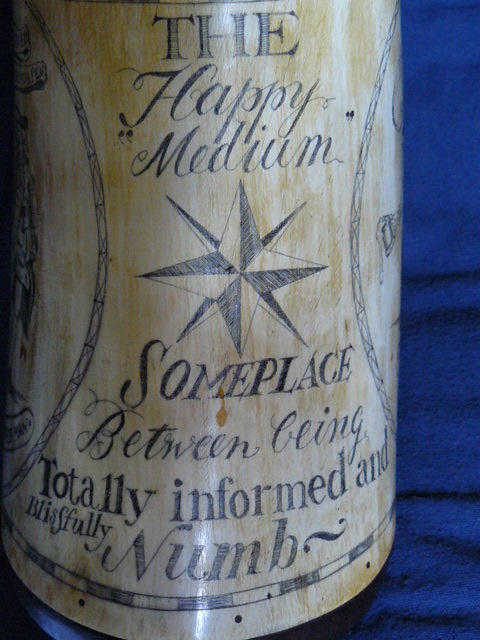 THE
Happy
"Medium"
SOMEPLACE
Between being
Totally informed and
Blissfully Numb~